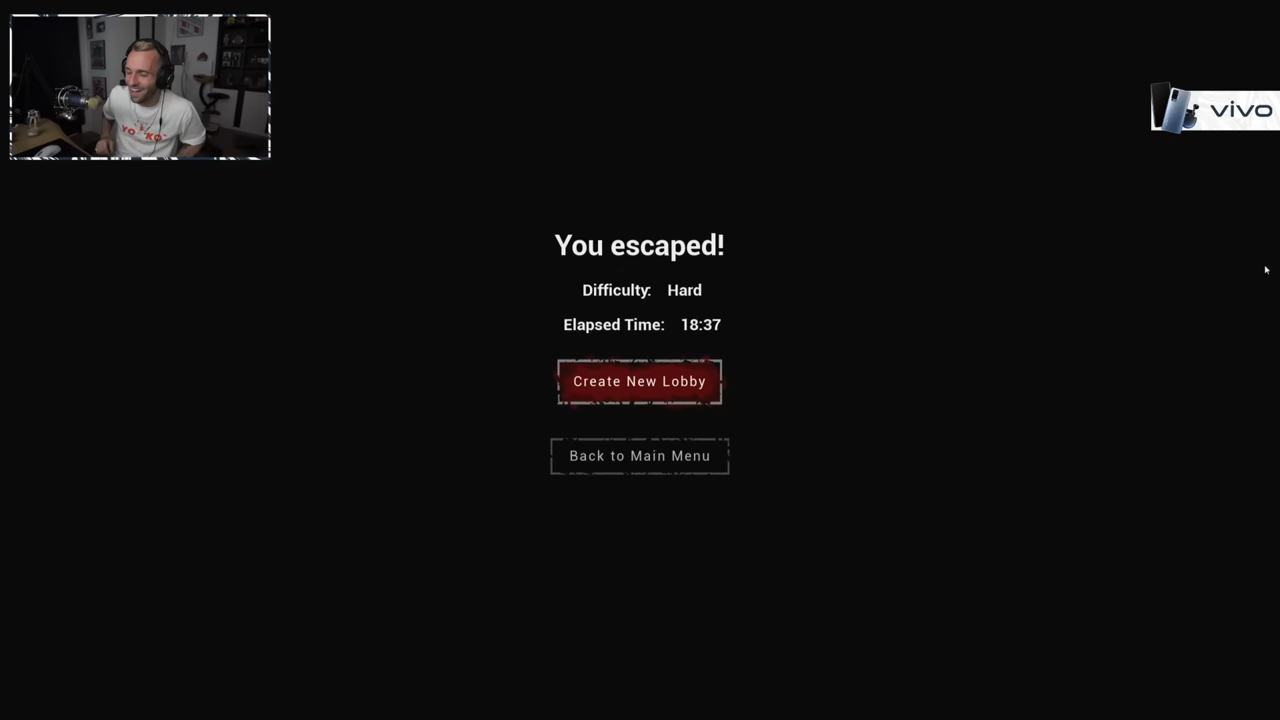 vivo
You escaped!
Difficulty: Hard
Elapsed Time: 18:37
Create New Lobby
Back to Main Menu